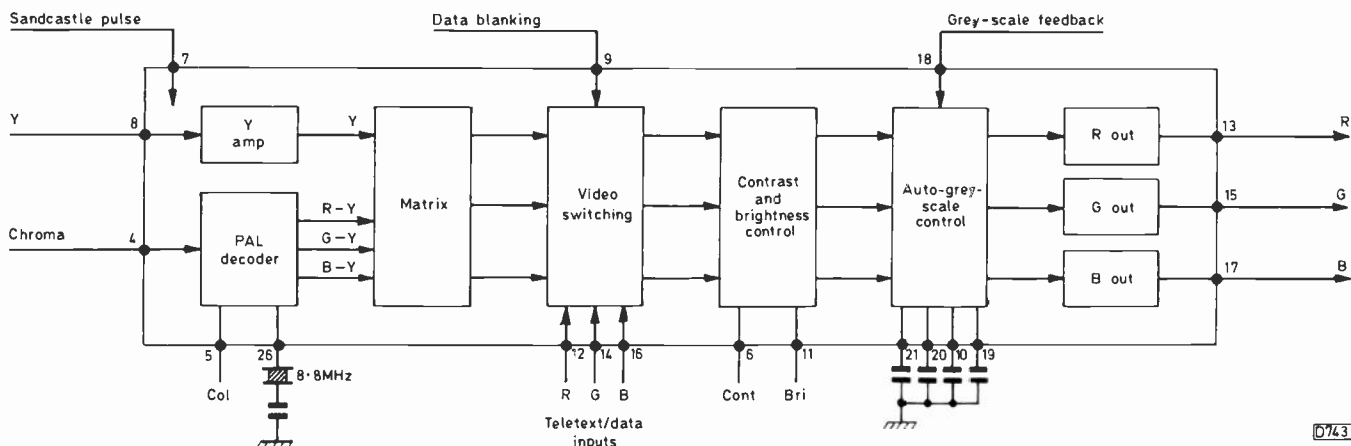 Sandcastle pulse
Data blanking
Grey-scale feedback
7
9
18
Y
8
Y
amp
Y
R out
13
R
Chroma
4
PAL
decoder
R-Y
G-Y
B-Y
Matrix
Video
switching
Contrast
and
brightness
control
Auto-grey-
scale
control
G out
15
G
B out
17
B
5
26
12
14
16
6
11
21
20
10
19
Col
8·8MHz
R
G
B
Cont
Bri
Teletext/data
inputs
D743